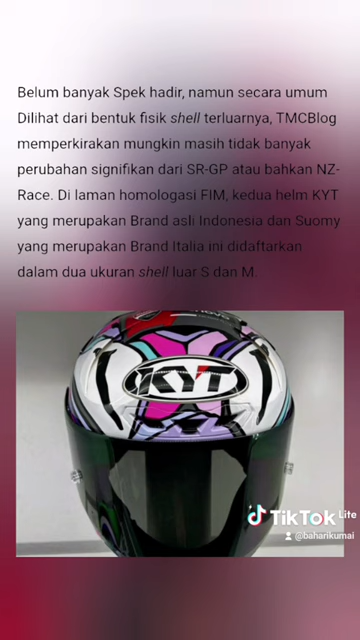 Belum banyak Spek hadir, namun secara umum
Dilihat dari bentuk fisik shell terluarnya, TMCBlog
memperkirakan mungkin masih tidak banyak
perubahan signifikan dari SR-GP atau bahkan NZ-
Race. Di laman homologasi FIM, kedua helm KYT
yang merupakan Brand asli Indonesia dan Suomy
yang merupakan Brand Italia ini didaftarkan
dalam dua ukuran shell luar S dan M.
KYT
TikTok Lite
@baharikumai